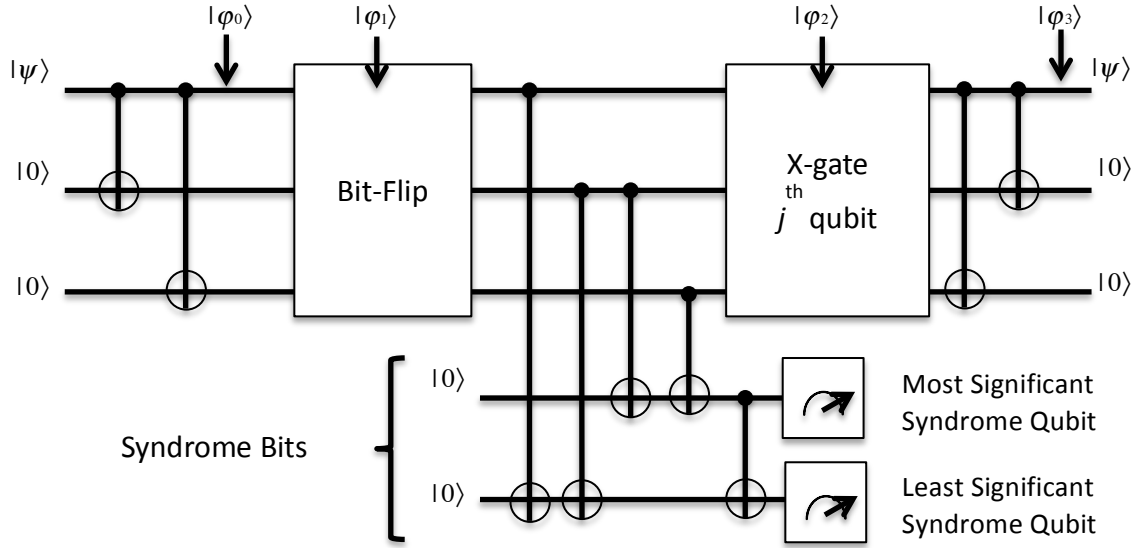 |φ₀⟩ |φ₁⟩ |φ₂⟩ |φ₃⟩
|ψ⟩ |ψ⟩
|0⟩ Bit-Flip X-gate |0⟩
jᵗʰ qubit
|0⟩ |0⟩
|0⟩ Most Significant
Syndrome Qubit
Syndrome Bits
|0⟩ Least Significant
Syndrome Qubit